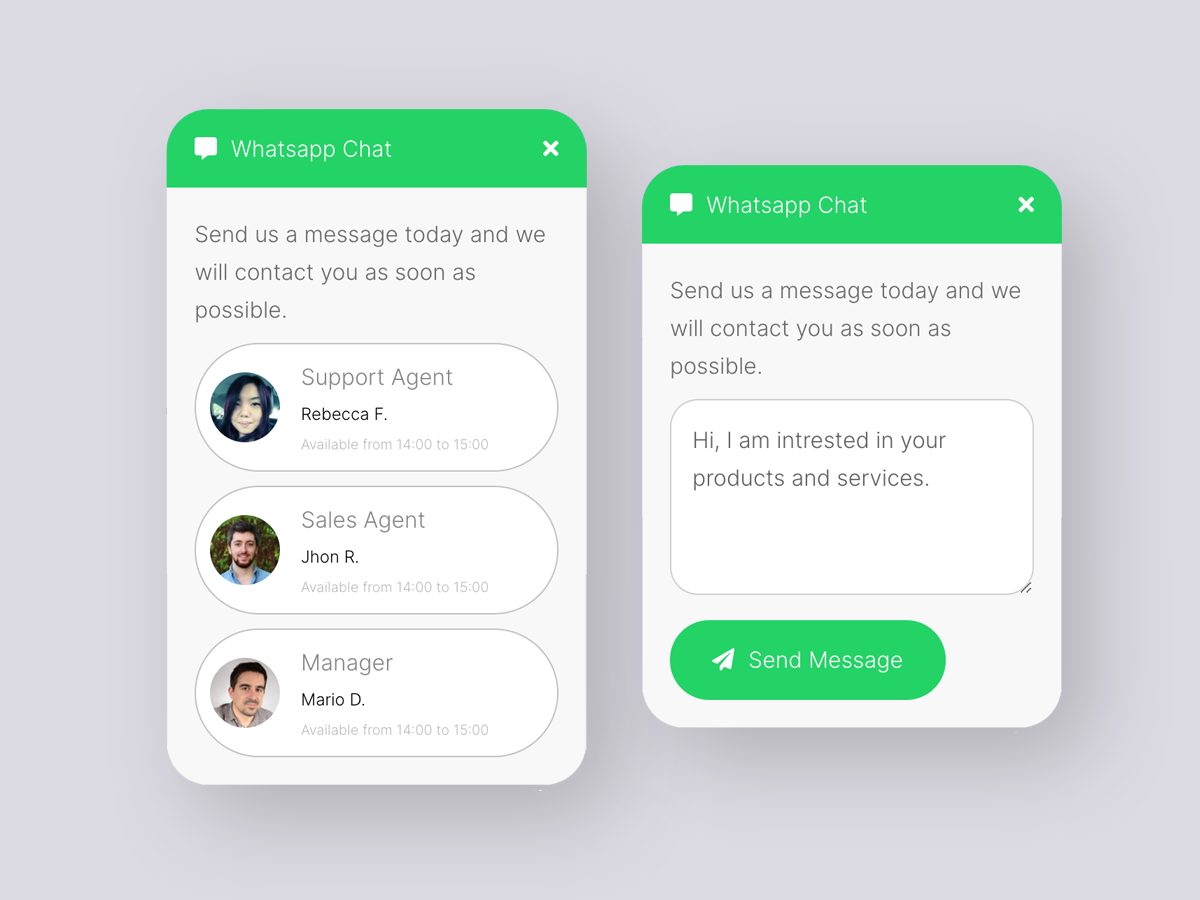 Whatsapp Chat
Send us a message today and we
will contact you as soon as
possible.
Support Agent
Rebecca F.
Available from 14:00 to 15:00
Sales Agent
Jhon R.
Available from 14:00 to 15:00
Manager
Mario D.
Available from 14:00 to 15:00
Whatsapp Chat
Send us a message today and we
will contact you as soon as
possible.
Hi, I am intrested in your
products and services.
Send Message